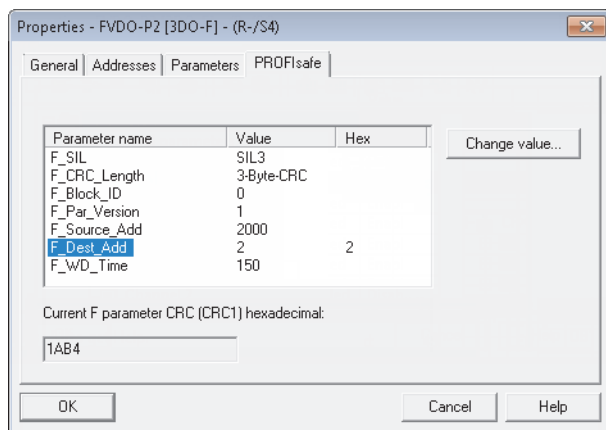 Properties - FVDO-P2 [3DO-F] - (R-/S4)
General Addresses Parameters PROFIsafe
Parameter name Value Hex
F_SIL SIL3
F_CRC_Length 3-Byte-CRC
F_Block_ID 0
F_Par_Version 1
F_Source_Add 2000
F_Dest_Add 2 2
F_WD_Time 150
Change value...
Current F parameter CRC (CRC1) hexadecimal:
1AB4
OK Cancel Help